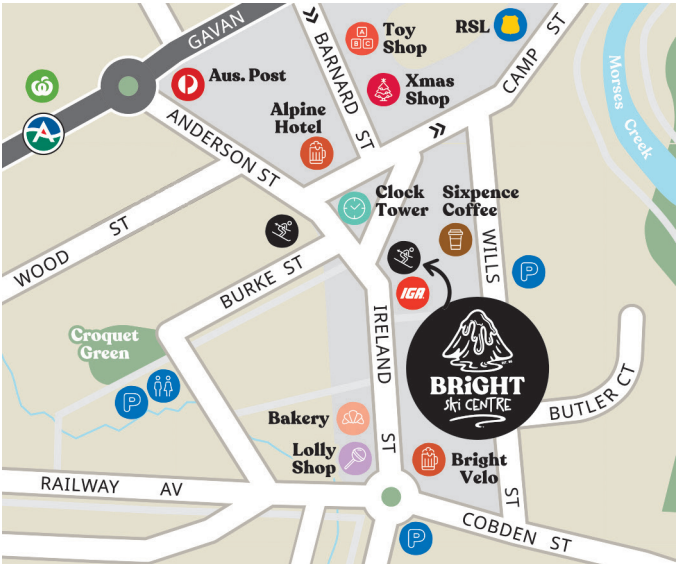 GAVAN
BARNARD ST
A
B C
Toy
Shop
RSL
CAMP ST
Morses
Creek
Aus. Post
Xmas
Shop
Alpine
Hotel
ANDERSON ST
Clock
Tower
Sixpence
Coffee
WOOD ST
BURKE ST
WILLS ST
P
IGA
IRELAND ST
Croquet
Green
P
BRiGHT
Ski CENTRE
BUTLER CT
Bakery
Lolly
Shop
Bright
Velo
RAILWAY AV
COBDEN ST
P